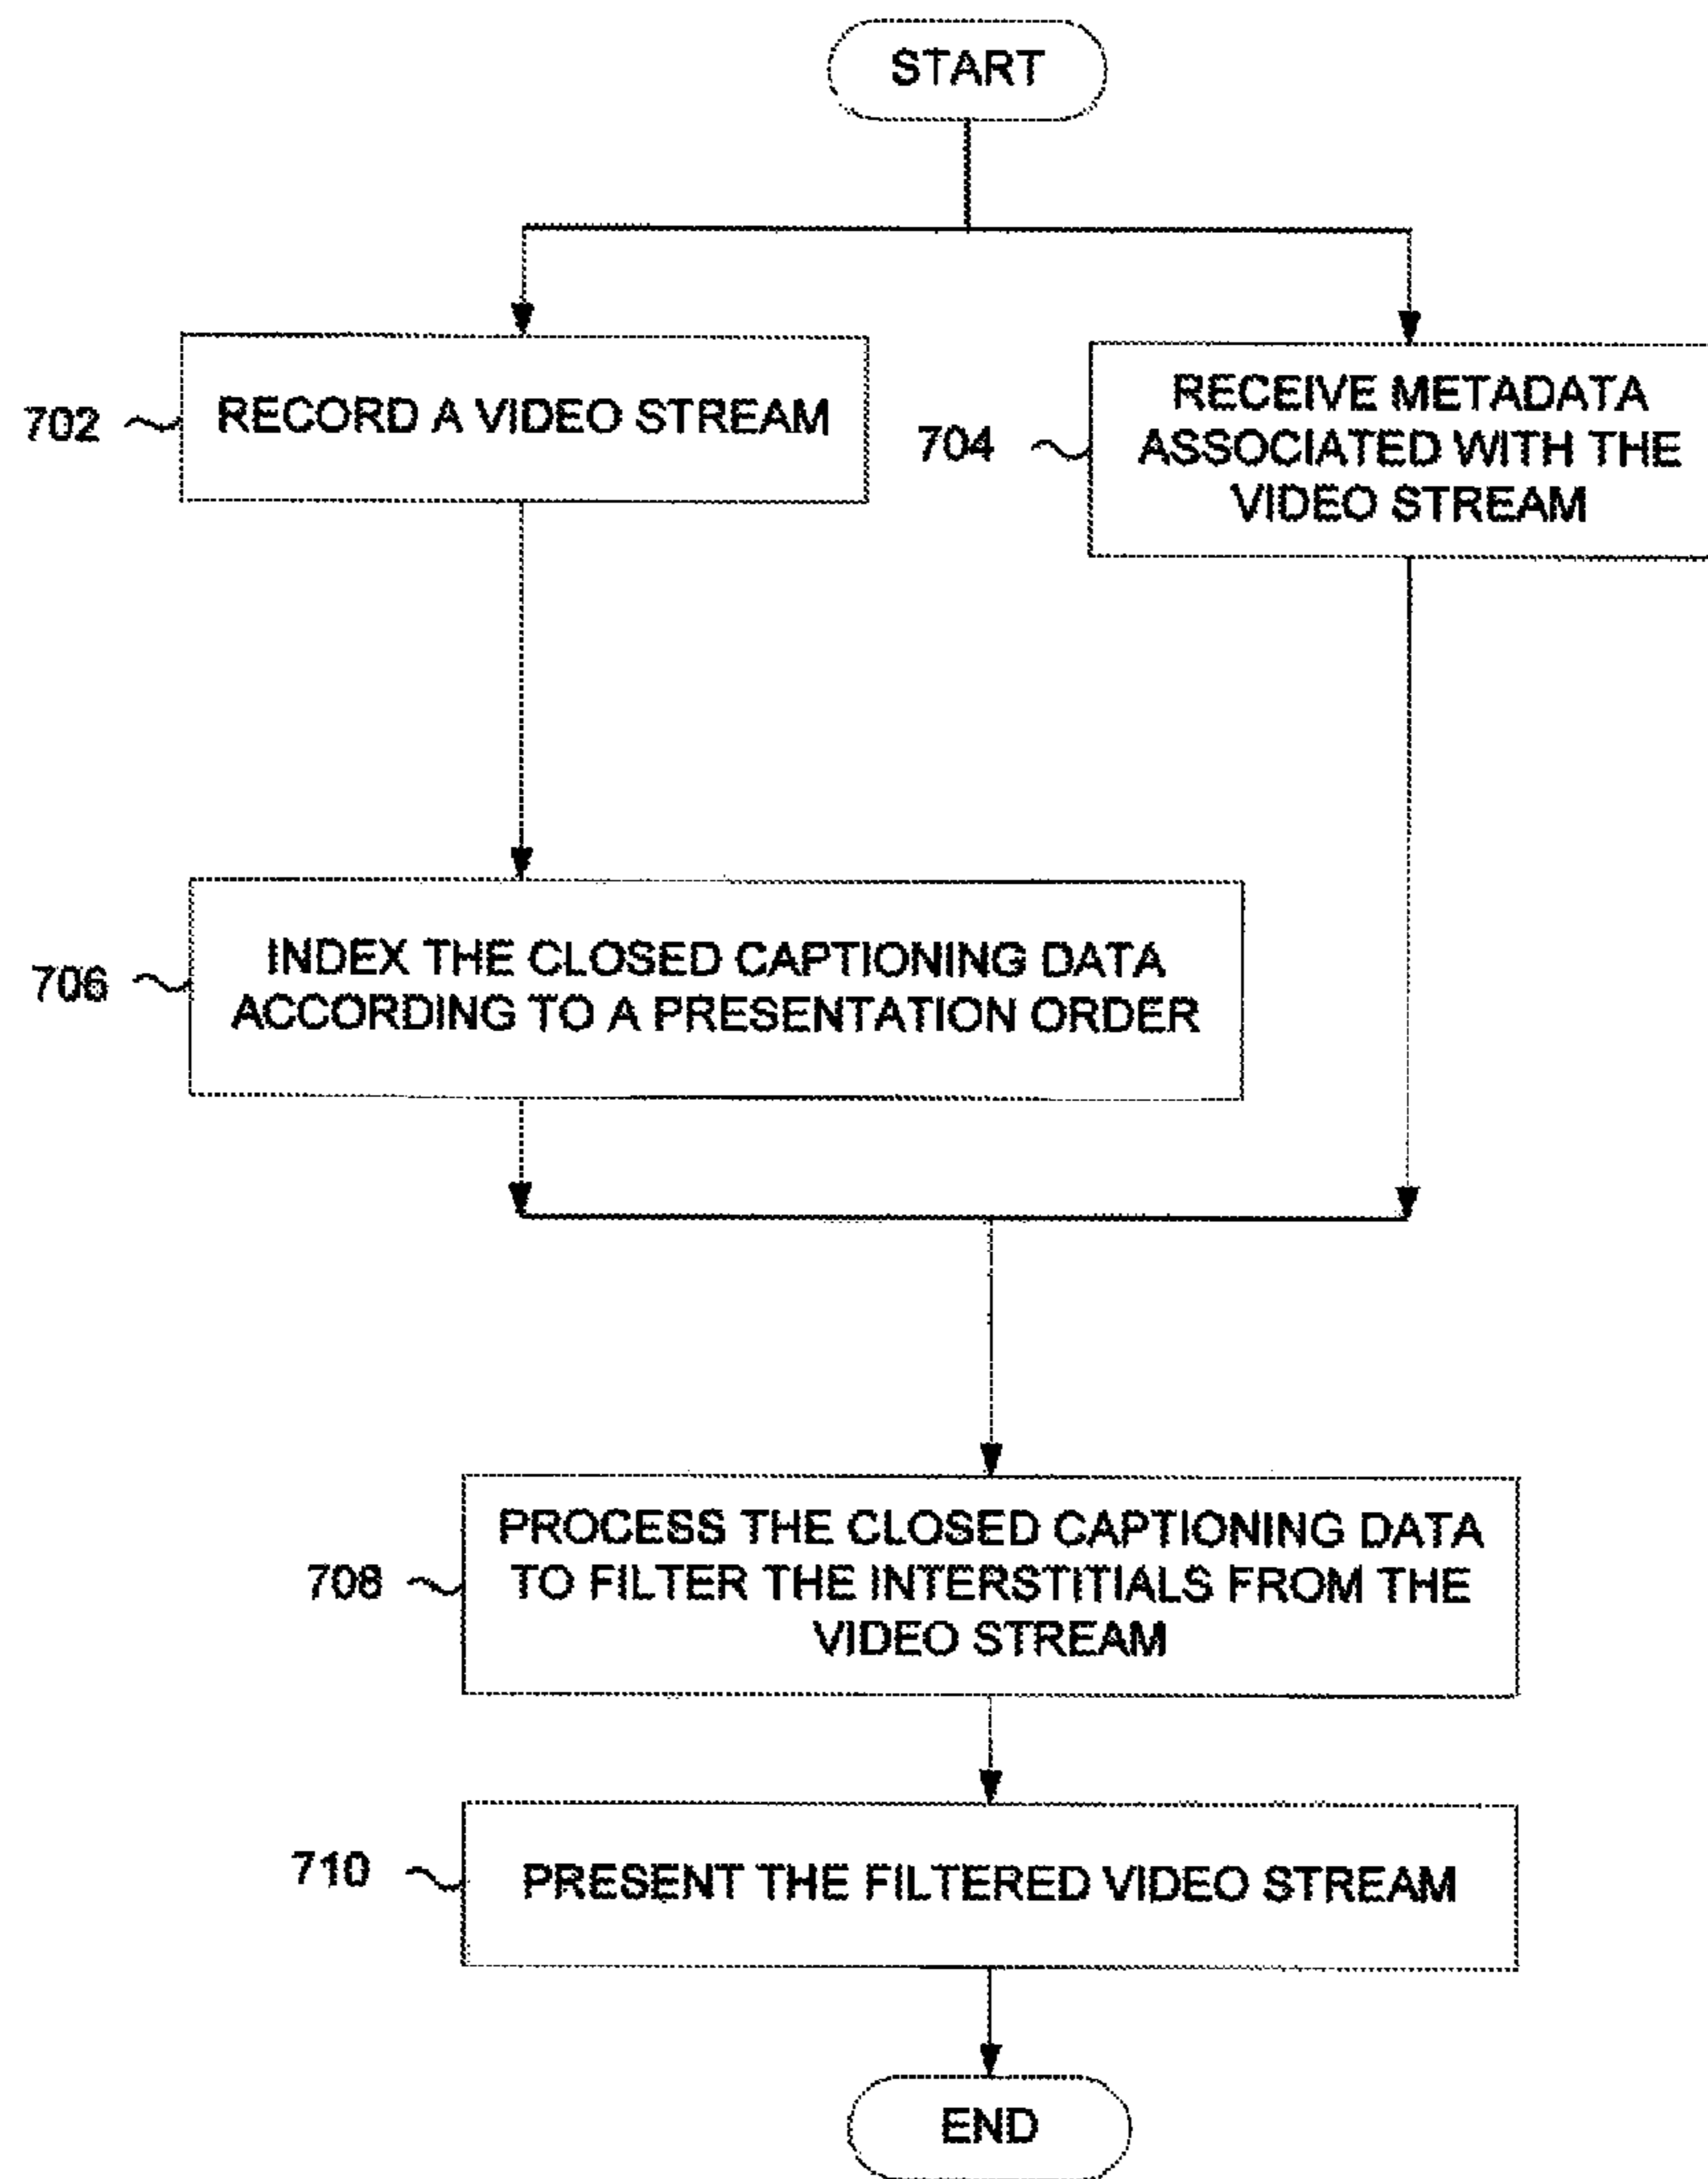 START
702
RECORD A VIDEO STREAM
704
RECEIVE METADATA
ASSOCIATED WITH THE
VIDEO STREAM
706
INDEX THE CLOSED CAPTIONING DATA
ACCORDING TO A PRESENTATION ORDER
708
PROCESS THE CLOSED CAPTIONING DATA
TO FILTER THE INTERSTITIALS FROM THE
VIDEO STREAM
710
PRESENT THE FILTERED VIDEO STREAM
END